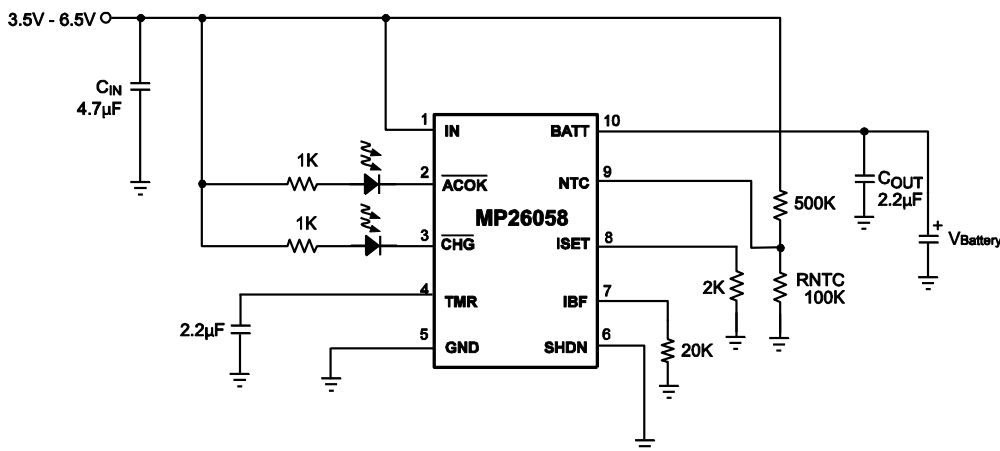 3.5V - 6.5V
CIN
4.7µF
1
IN
BATT
10
1K
2
ACOK
NTC
9
COUT
2.2µF
500K
MP26058
1K
3
CHG
ISET
8
+
VBattery
2K
RNTC
100K
4
TMR
IBF
7
2.2µF
5
GND
SHDN
6
20K